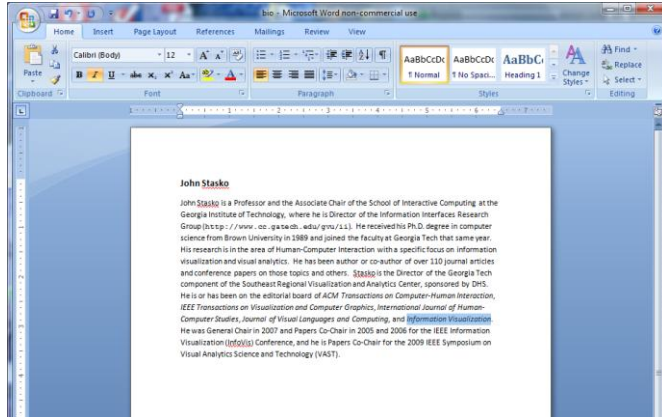 bio - Microsoft Word non-commercial use
Home Insert Page Layout References Mailings Review View
Calibri (Body) 12
Paste
B I U abc x₂ x² Aa
AaBbCcDc AaBbCcDc AaBbC
¶ Normal ¶ No Spaci... Heading 1
Change Styles
Find
Replace
Select
Clipboard Font Paragraph Styles Editing
John Stasko
John Stasko is a Professor and the Associate Chair of the School of Interactive Computing at the
Georgia Institute of Technology, where he is Director of the Information Interfaces Research
Group (http://www.cc.gatech.edu/gvu/ii). He received his Ph.D. degree in computer
science from Brown University in 1989 and joined the faculty at Georgia Tech that same year.
His research is in the area of Human-Computer Interaction with a specific focus on information
visualization and visual analytics. He has been author or co-author of over 110 journal articles
and conference papers on those topics and others. Stasko is the Director of the Georgia Tech
component of the Southeast Regional Visualization and Analytics Center, sponsored by DHS.
He is or has been on the editorial board of ACM Transactions on Computer-Human Interaction,
IEEE Transactions on Visualization and Computer Graphics, International Journal of Human-
Computer Studies, Journal of Visual Languages and Computing, and Information Visualization.
He was General Chair in 2007 and Papers Co-Chair in 2005 and 2006 for the IEEE Information
Visualization (InfoVis) Conference, and he is Papers Co-Chair for the 2009 IEEE Symposium on
Visual Analytics Science and Technology (VAST).